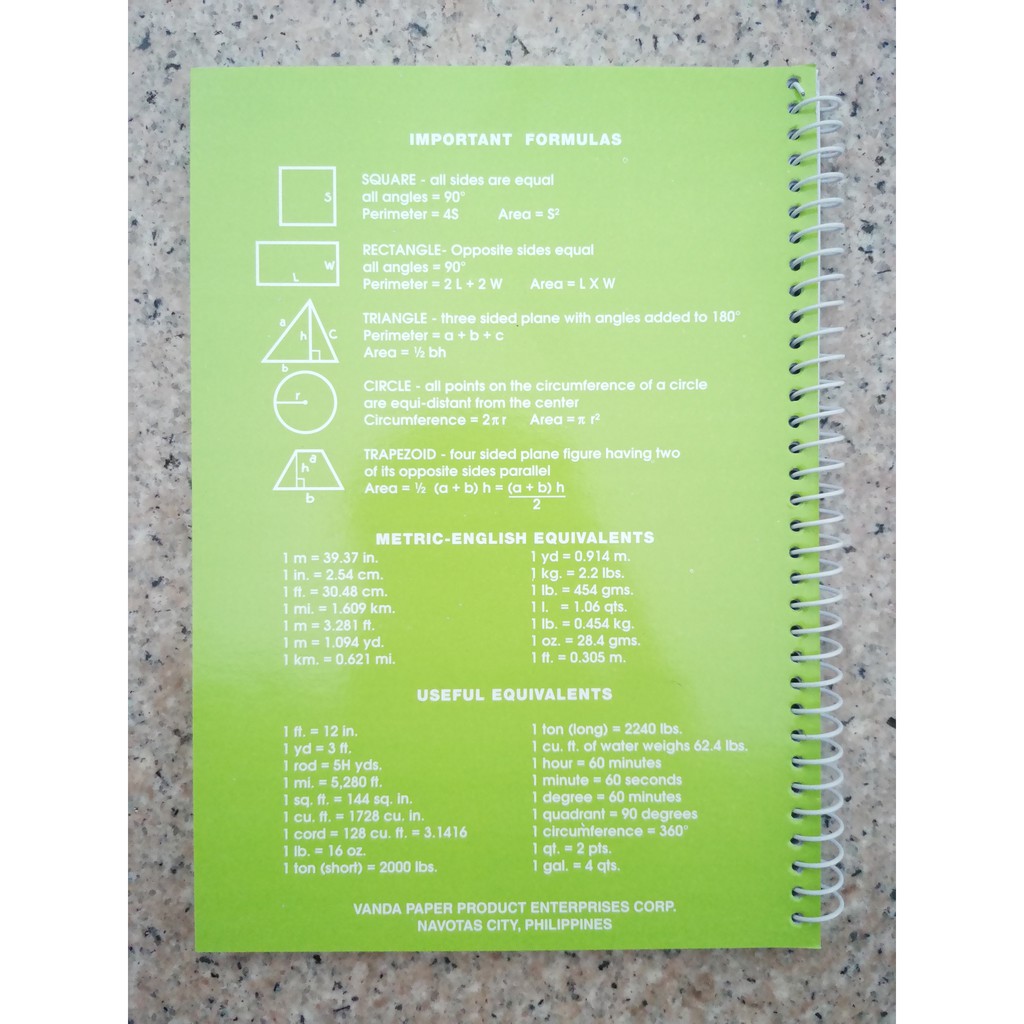 IMPORTANT FORMULAS
S
SQUARE - all sides are equal
all angles = 90°
Perimeter = 4S Area = S²
W
L
RECTANGLE- Opposite sides equal
all angles = 90°
Perimeter = 2 L + 2 W Area = L X W
a
h
C
b
TRIANGLE - three sided plane with angles added to 180°
Perimeter = a + b + c
Area = ½ bh
r
CIRCLE - all points on the circumference of a circle
are equi-distant from the center
Circumference = 2π r Area = π r²
a
h
b
TRAPEZOID - four sided plane figure having two
of its opposite sides parallel
Area = ½ (a + b) h = (a + b) h
2
METRIC-ENGLISH EQUIVALENTS
1 m = 39.37 in.
1 in. = 2.54 cm.
1 ft. = 30.48 cm.
1 mi. = 1.609 km.
1 m = 3.281 ft.
1 m = 1.094 yd.
1 km. = 0.621 mi.
1 yd = 0.914 m.
1 kg. = 2.2 lbs.
1 lb. = 454 gms.
1 l. = 1.06 qts.
1 lb. = 0.454 kg.
1 oz. = 28.4 gms.
1 ft. = 0.305 m.
USEFUL EQUIVALENTS
1 ft. = 12 in.
1 yd = 3 ft.
1 rod = 5H yds.
1 mi. = 5,280 ft.
1 sq. ft. = 144 sq. in.
1 cu. ft. = 1728 cu. in.
1 cord = 128 cu. ft. = 3.1416
1 lb. = 16 oz.
1 ton (short) = 2000 lbs.
1 ton (long) = 2240 lbs.
1 cu. ft. of water weighs 62.4 lbs.
1 hour = 60 minutes
1 minute = 60 seconds
1 degree = 60 minutes
1 quadrant = 90 degrees
1 circumference = 360°
1 qt. = 2 pts.
1 gal. = 4 qts.
VANDA PAPER PRODUCT ENTERPRISES CORP.
NAVOTAS CITY, PHILIPPINES